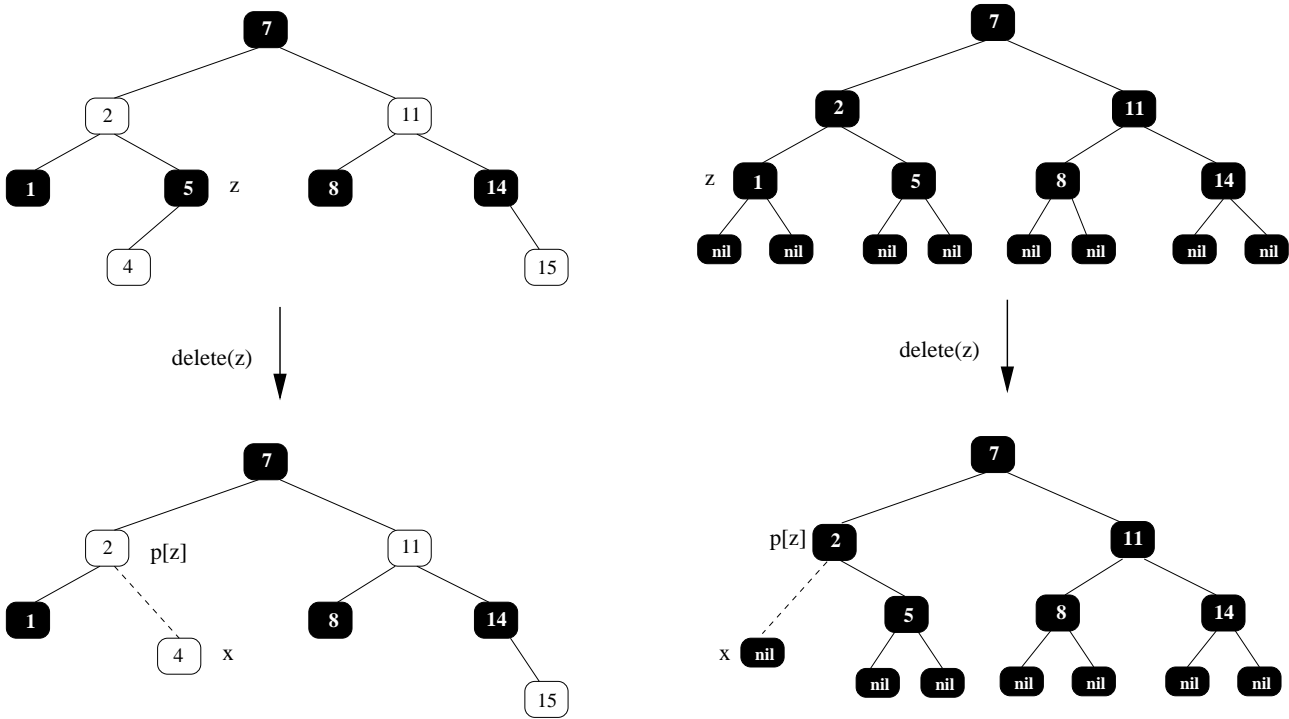 7
2 11
1 5 z 8 14
4 15
delete(z)
7
2 p[z] 11
1 8 14
4 x
15
7
2 11
z 1 5 8 14
nil nil nil nil nil nil nil nil
delete(z)
7
p[z] 2 11
5 8 14
x nil
nil nil nil nil nil nil